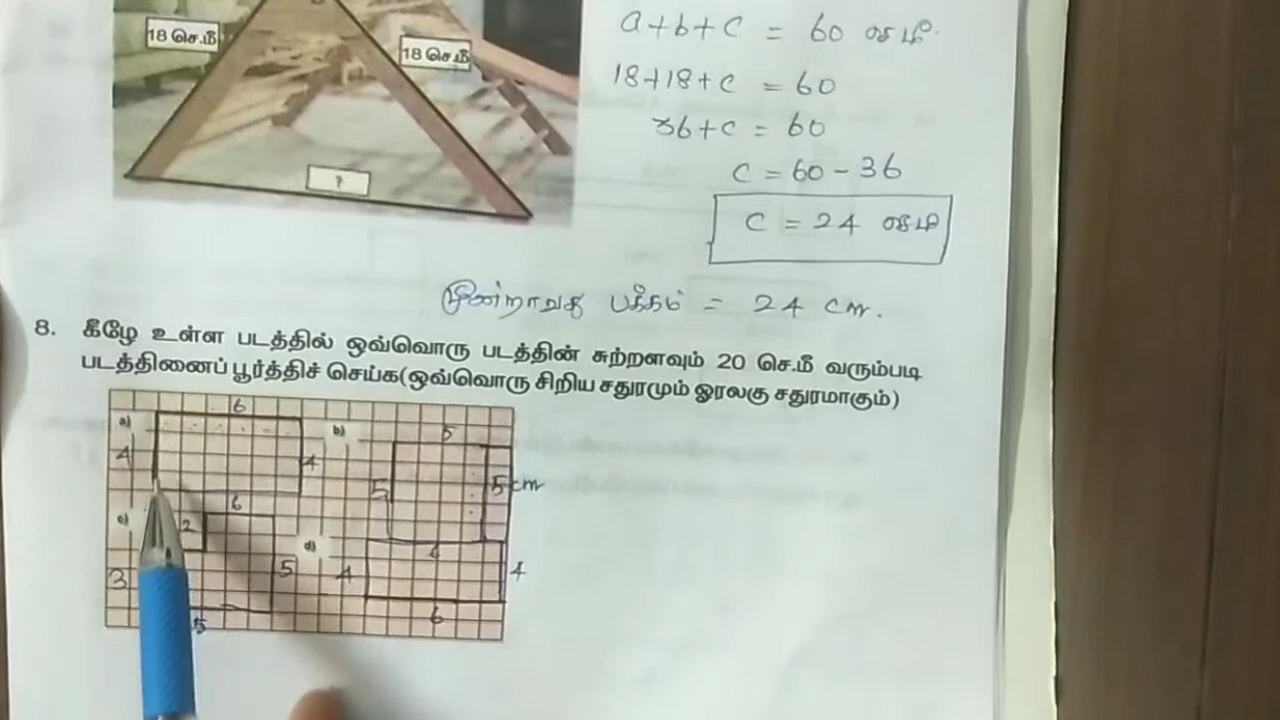 18 செ.மீ
18 செ.மீ
?
a+b+c = 60 செமீ.
18+18+c = 60
36+c = 60
c = 60 - 36
c = 24 செமீ
மூன்றாவது பக்கம் = 24 cm.
8. கீழே உள்ள படத்தில் ஒவ்வொரு படத்தின் சுற்றளவும் 20 செ.மீ வரும்படி
படத்தினைப் பூர்த்திச் செய்க(ஒவ்வொரு சிறிய சதுரமும் ஓரலகு சதுரமாகும்)
a) 6 b) 5
4 4 5 5cm
6 6
c) 2 d)
3 5 4 4
5 6